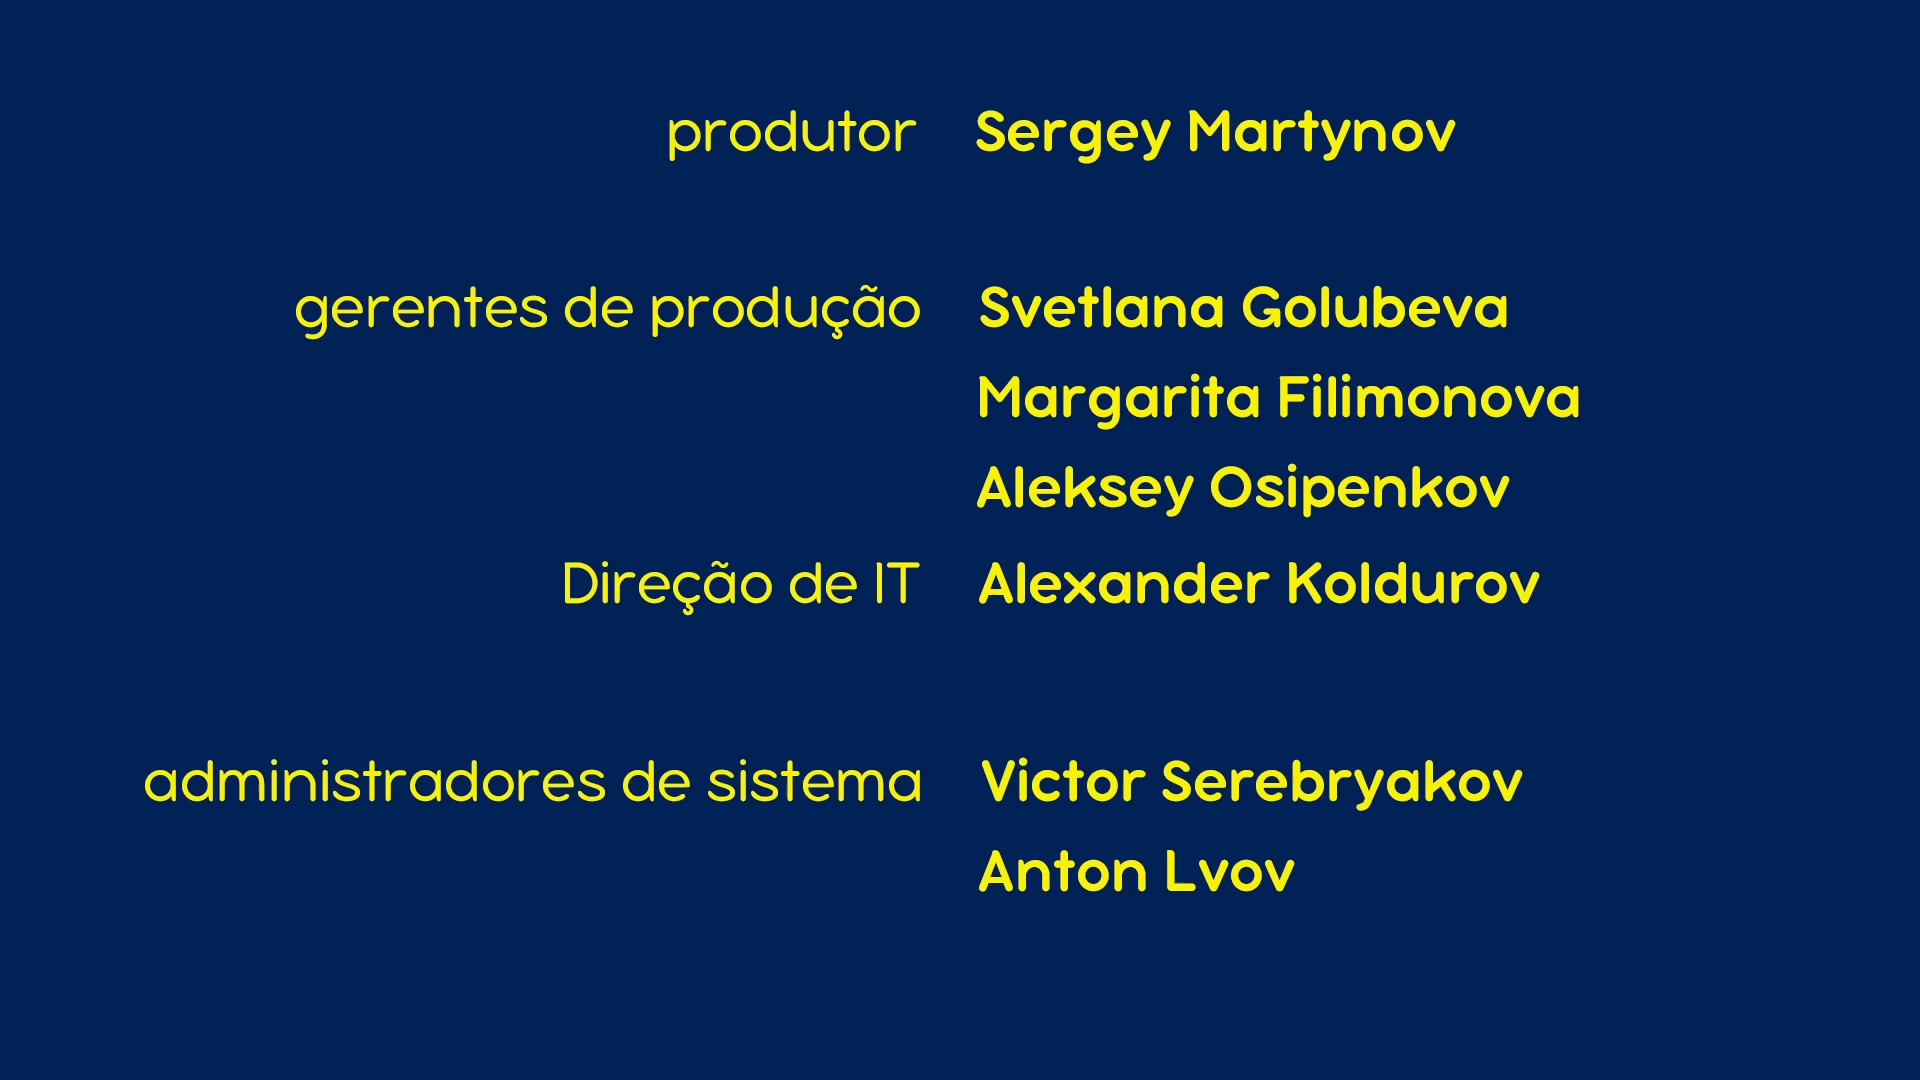 produtor Sergey Martynov
gerentes de produção Svetlana Golubeva
Margarita Filimonova
Aleksey Osipenkov
Direção de IT Alexander Koldurov
administradores de sistema Victor Serebryakov
Anton Lvov